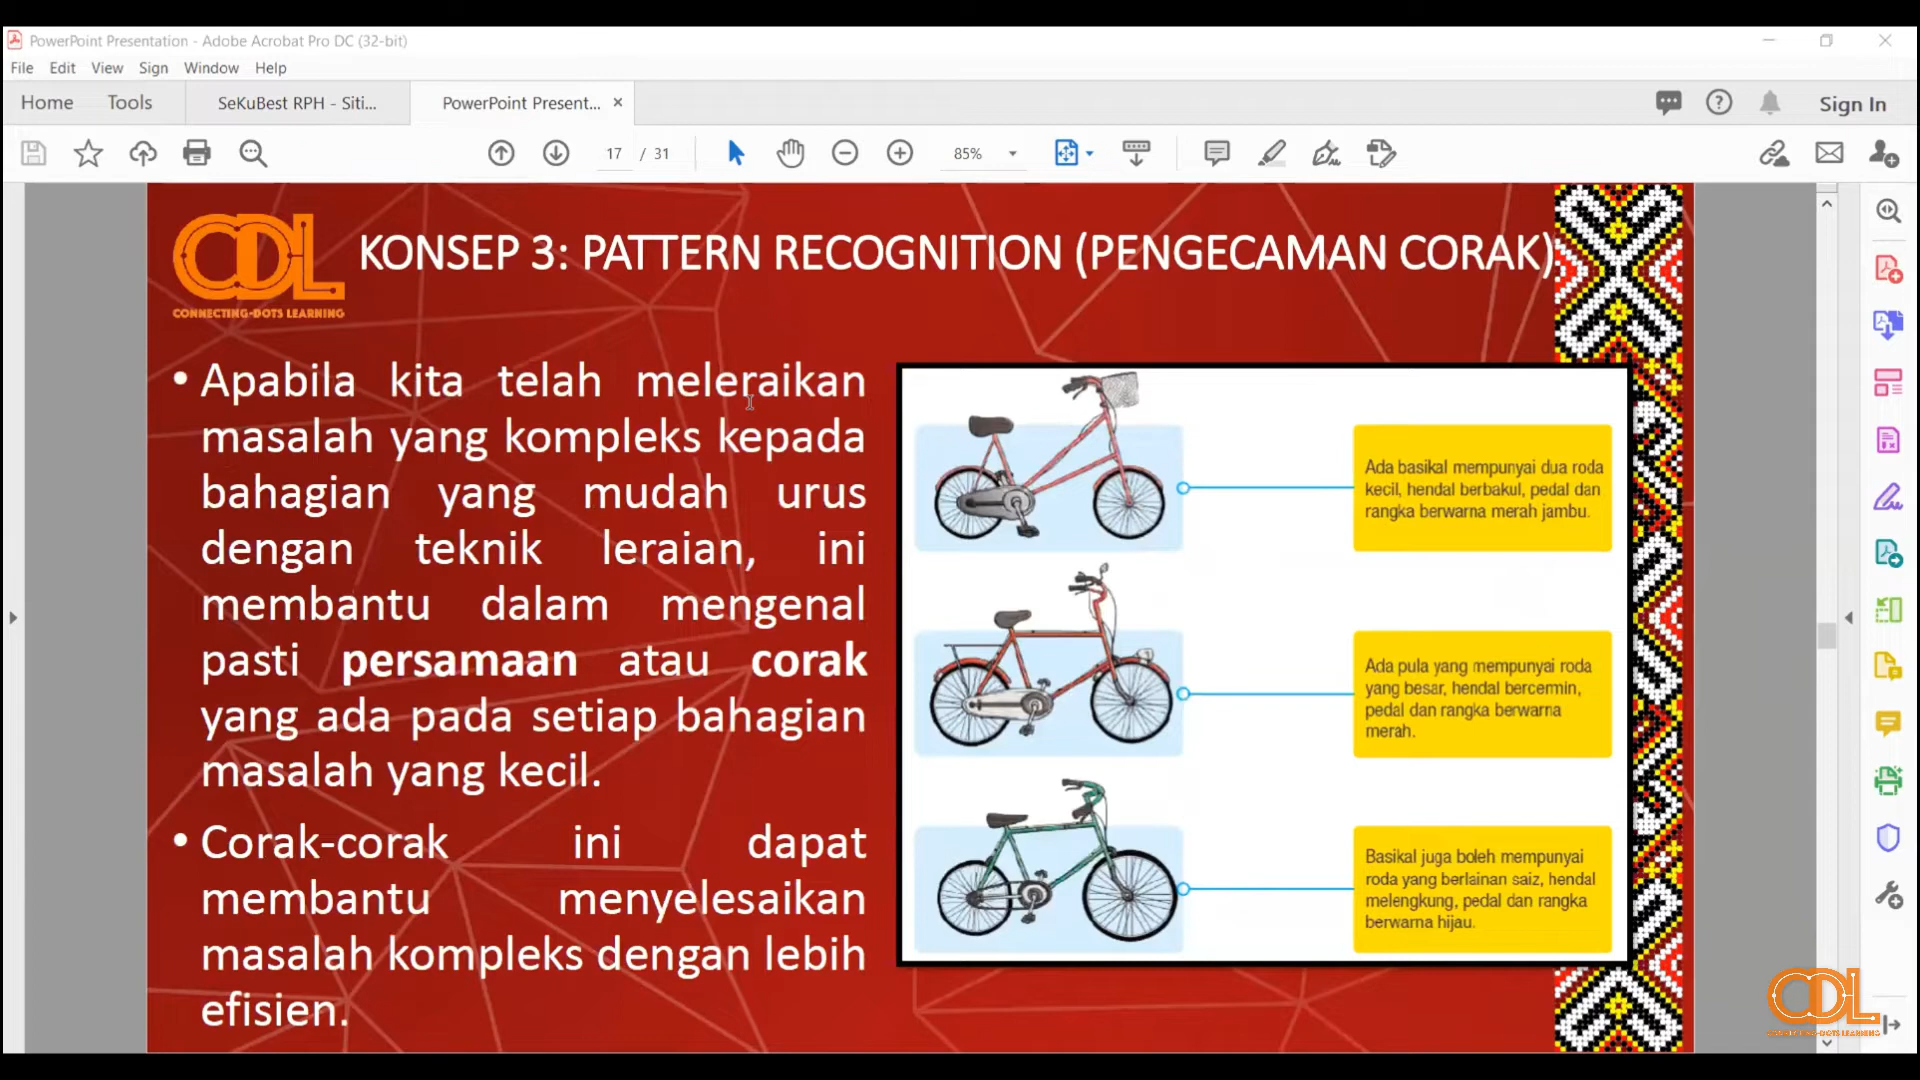 PowerPoint Presentation - Adobe Acrobat Pro DC (32-bit)
File Edit View Sign Window Help
Home Tools SeKuBest RPH - Siti... PowerPoint Present... × Sign In
17 / 31 85%
CDL
CONNECTING-DOTS LEARNING
KONSEP 3: PATTERN RECOGNITION (PENGECAMAN CORAK)
• Apabila kita telah meleraikan
masalah yang kompleks kepada
bahagian yang mudah urus
dengan teknik leraian, ini
membantu dalam mengenal
pasti persamaan atau corak
yang ada pada setiap bahagian
masalah yang kecil.
• Corak-corak ini dapat
membantu menyelesaikan
masalah kompleks dengan lebih
efisien.
Ada basikal mempunyai dua roda
kecil, hendal berbakul, pedal dan
rangka berwarna merah jambu.
Ada pula yang mempunyai roda
yang besar, hendal bercermin,
pedal dan rangka berwarna
merah.
Basikal juga boleh mempunyai
roda yang berlainan saiz, hendal
melengkung, pedal dan rangka
berwarna hijau.
CDL
CONNECTING-DOTS LEARNING